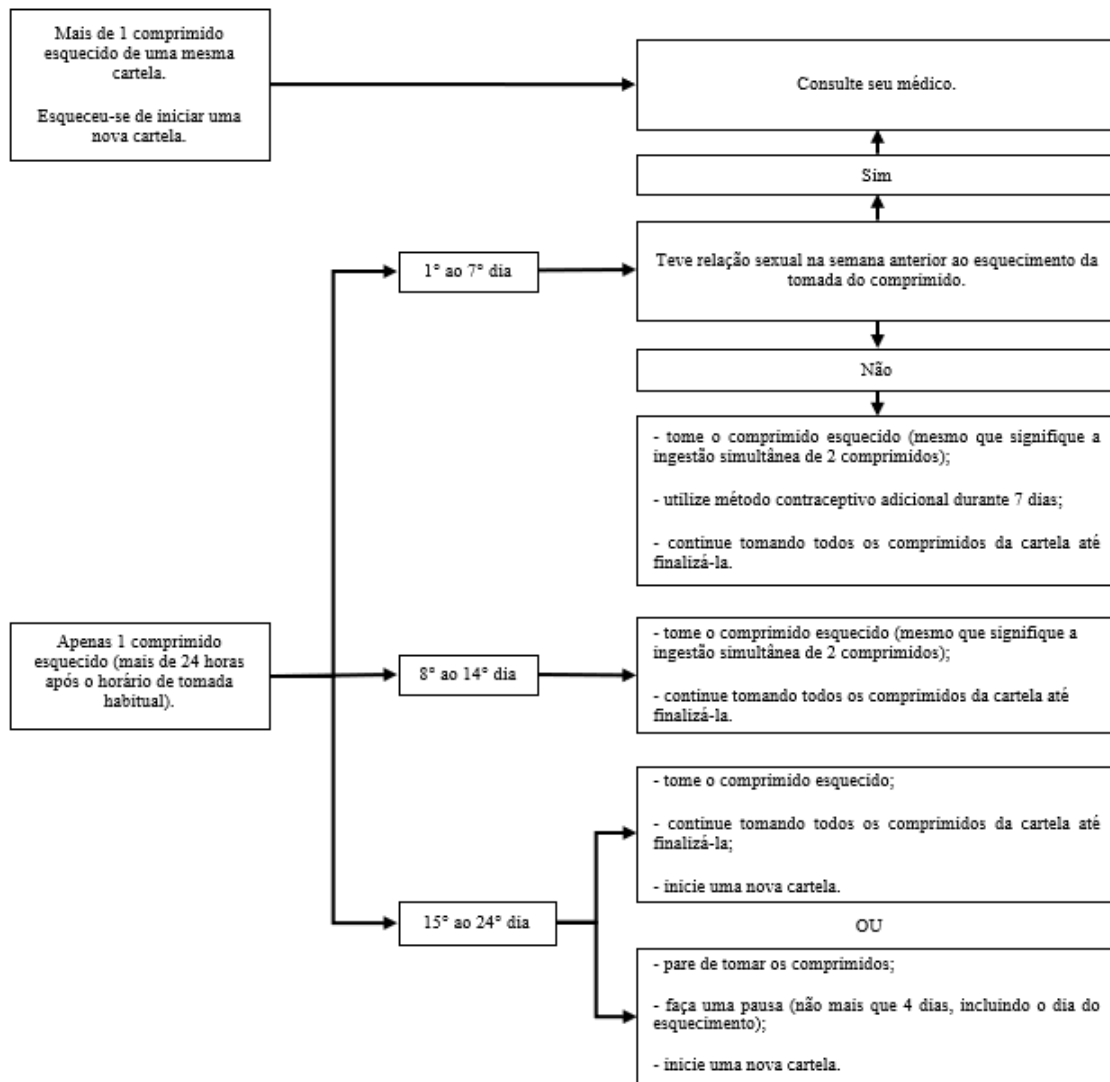 Mais de 1 comprimido
esquecido de uma mesma
cartela.
Esqueceu-se de iniciar uma
nova cartela.
Consulte seu médico.
Sim
1° ao 7° dia
Teve relação sexual na semana anterior ao esquecimento da
tomada do comprimido.
Não
- tome o comprimido esquecido (mesmo que signifique a
ingestão simultânea de 2 comprimidos);
- utilize método contraceptivo adicional durante 7 dias;
- continue tomando todos os comprimidos da cartela até
finalizá-la.
Apenas 1 comprimido
esquecido (mais de 24 horas
após o horário de tomada
habitual).
8° ao 14° dia
- tome o comprimido esquecido (mesmo que signifique a
ingestão simultânea de 2 comprimidos);
- continue tomando todos os comprimidos da cartela até
finalizá-la.
15° ao 24° dia
- tome o comprimido esquecido;
- continue tomando todos os comprimidos da cartela até
finalizá-la;
- inicie uma nova cartela.
OU
- pare de tomar os comprimidos;
- faça uma pausa (não mais que 4 dias, incluindo o dia do
esquecimento);
- inicie uma nova cartela.